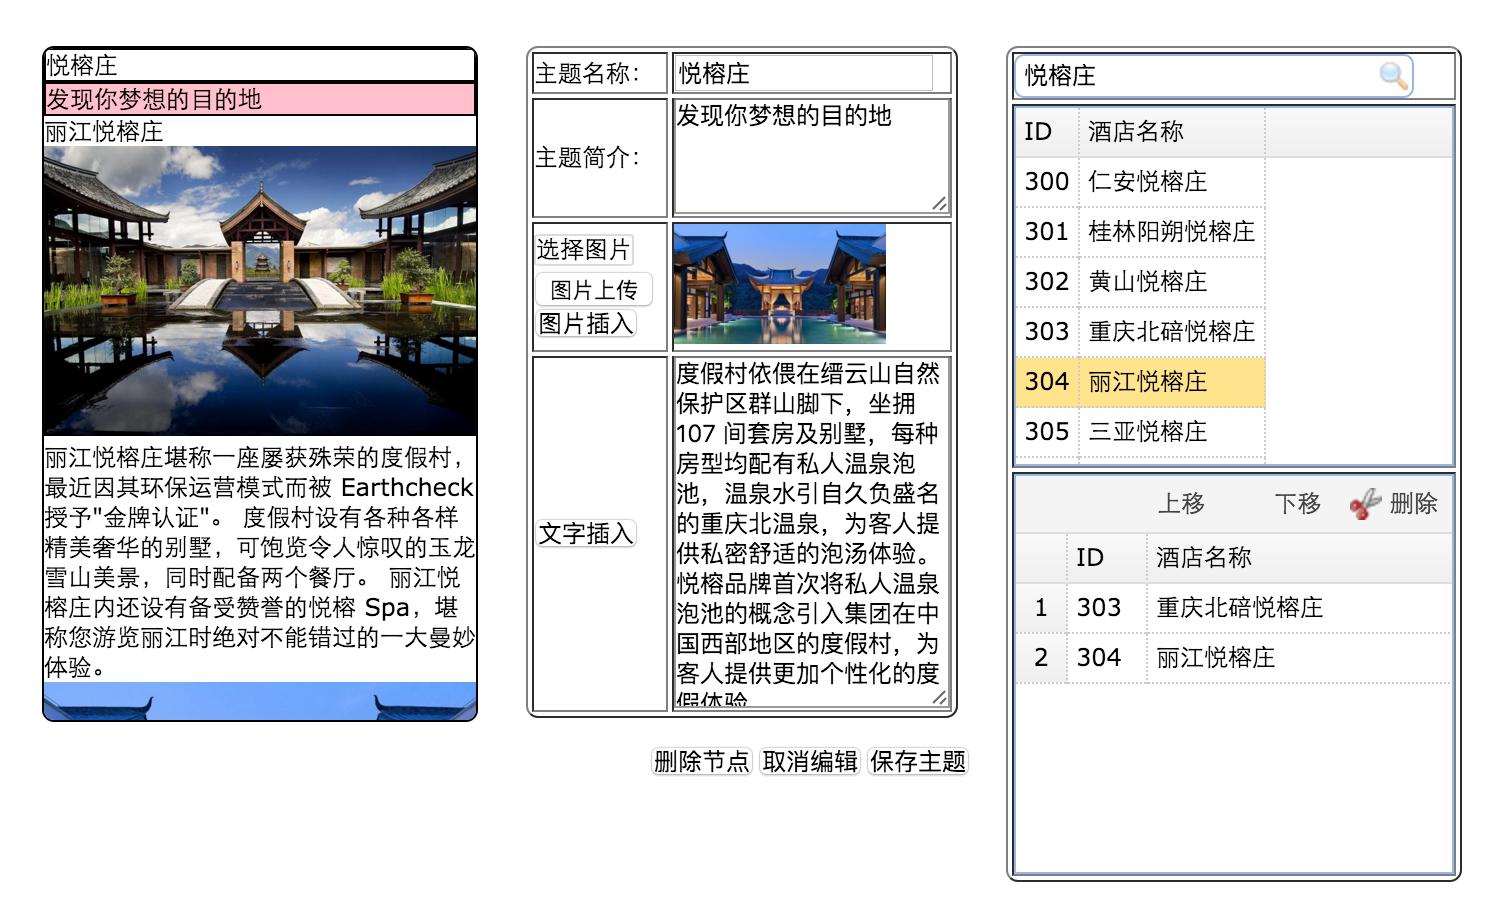 悦榕庄
发现你梦想的目的地
丽江悦榕庄
丽江悦榕庄堪称一座屡获殊荣的度假村，
最近因其环保运营模式而被 Earthcheck
授予"金牌认证"。 度假村设有各种各样
精美奢华的别墅，可饱览令人惊叹的玉龙
雪山美景，同时配备两个餐厅。 丽江悦
榕庄内还设有备受赞誉的悦榕 Spa，堪
称您游览丽江时绝对不能错过的一大曼妙
体验。
主题名称：
悦榕庄
主题简介：
发现你梦想的目的地
选择图片
图片上传
图片插入
文字插入
度假村依偎在缙云山自然
保护区群山脚下，坐拥
107 间套房及别墅，每种
房型均配有私人温泉泡
池，温泉水引自久负盛名
的重庆北温泉，为客人提
供私密舒适的泡汤体验。
悦榕品牌首次将私人温泉
泡池的概念引入集团在中
国西部地区的度假村，为
客人提供更加个性化的度
假体验
删除节点 取消编辑 保存主题
悦榕庄
ID 酒店名称
300 仁安悦榕庄
301 桂林阳朔悦榕庄
302 黄山悦榕庄
303 重庆北碚悦榕庄
304 丽江悦榕庄
305 三亚悦榕庄
上移 下移 删除
ID 酒店名称
1 303 重庆北碚悦榕庄
2 304 丽江悦榕庄